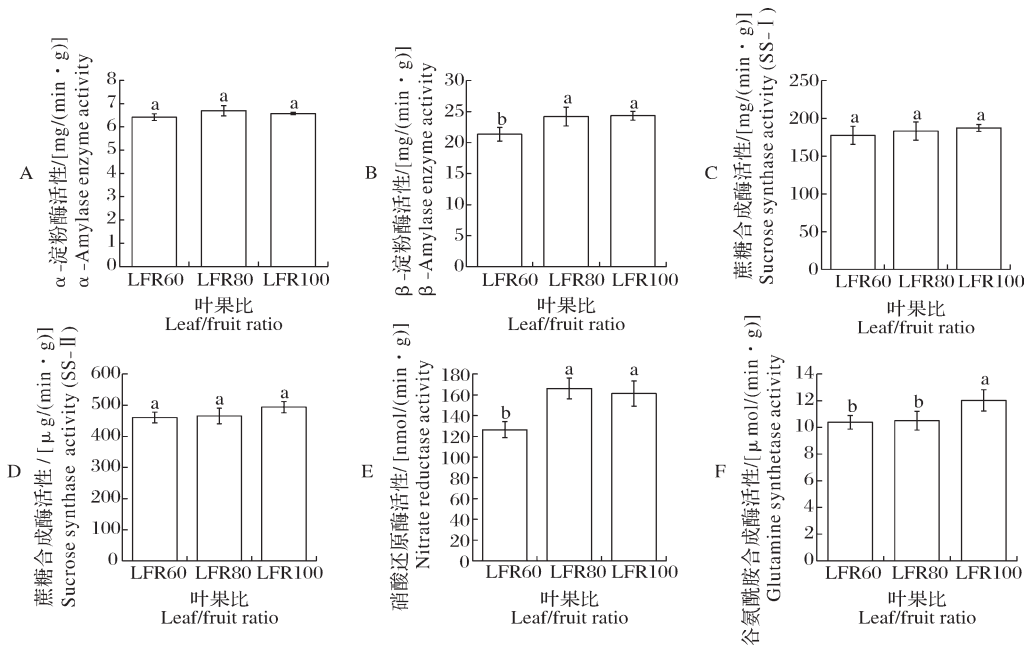 A
α-淀粉酶活性/[mg/(min·g)]
α-Amylase enzyme activity
8
7
6
5
4
3
2
1
0
a
a
a
LFR60 LFR80 LFR100
叶果比
Leaf/fruit ratio
B
β-淀粉酶活性/[mg/(min·g)]
β-Amylase enzyme activity
30
25
20
15
10
5
0
b
a
a
LFR60 LFR80 LFR100
叶果比
Leaf/fruit ratio
C
蔗糖合成酶活性/[mg/(min·g)]
Sucrose synthase activity(SS-Ⅰ)
250
200
150
100
50
0
a
a
a
LFR60 LFR80 LFR100
叶果比
Leaf/fruit ratio
D
蔗糖合成酶活性/[μg/(min·g)]
Sucrose synthase activity(SS-Ⅱ)
600
500
400
300
200
100
0
a
a
a
LFR60 LFR80 LFR100
叶果比
Leaf/fruit ratio
E
硝酸还原酶活性/[nmol/(min·g)]
Nitrate reductase activity
180
160
140
120
100
80
60
40
20
0
b
a
a
LFR60 LFR80 LFR100
叶果比
Leaf/fruit ratio
F
谷氨酰胺合成酶活性/[μmol/(min·g)]
Glutamine synthetase activity
14
12
10
8
6
4
2
0
b
b
a
LFR60 LFR80 LFR100
叶果比
Leaf/fruit ratio